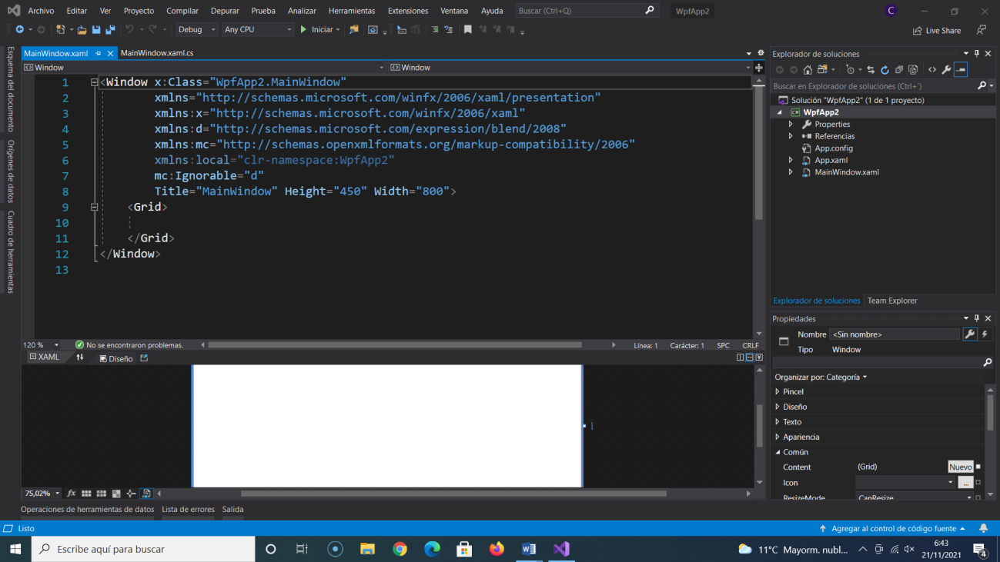 Archivo Editar Ver Proyecto Compilar Depurar Prueba Analizar Herramientas Extensiones Ventana Ayuda Buscar (Ctrl+Q) WpfApp2 C
Debug Any CPU Iniciar Live Share
Esquema del documento
Orígenes de datos
Cuadro de herramientas
MainWindow.xaml MainWindow.xaml.cs
Window Window
1 <Window x:Class="WpfApp2.MainWindow"
2 xmlns="http://schemas.microsoft.com/winfx/2006/xaml/presentation"
3 xmlns:x="http://schemas.microsoft.com/winfx/2006/xaml"
4 xmlns:d="http://schemas.microsoft.com/expression/blend/2008"
5 xmlns:mc="http://schemas.openxmlformats.org/markup-compatibility/2006"
6 xmlns:local="clr-namespace:WpfApp2"
7 mc:Ignorable="d"
8 Title="MainWindow" Height="450" Width="800">
9 <Grid>
10
11 </Grid>
12 </Window>
13
120 % No se encontraron problemas. Línea: 1 Carácter: 1 SPC CRLF
XAML Diseño
75,02% fx
Operaciones de herramientas de datos Lista de errores Salida
Explorador de soluciones
Buscar en Explorador de soluciones (Ctrl+¨)
Solución "WpfApp2" (1 de 1 proyecto)
C# WpfApp2
Properties
Referencias
App.config
App.xaml
MainWindow.xaml
Explorador de soluciones Team Explorer
Propiedades
Nombre <Sin nombre>
Tipo Window
Organizar por: Categoría
Pincel
Diseño
Texto
Apariencia
Común
Content (Grid) Nuevo
Icon ...
ResizeMode CanResize
Listo Agregar al control de código fuente
Escribe aquí para buscar 11°C Mayorm. nubl... 6:43
21/11/2021 4